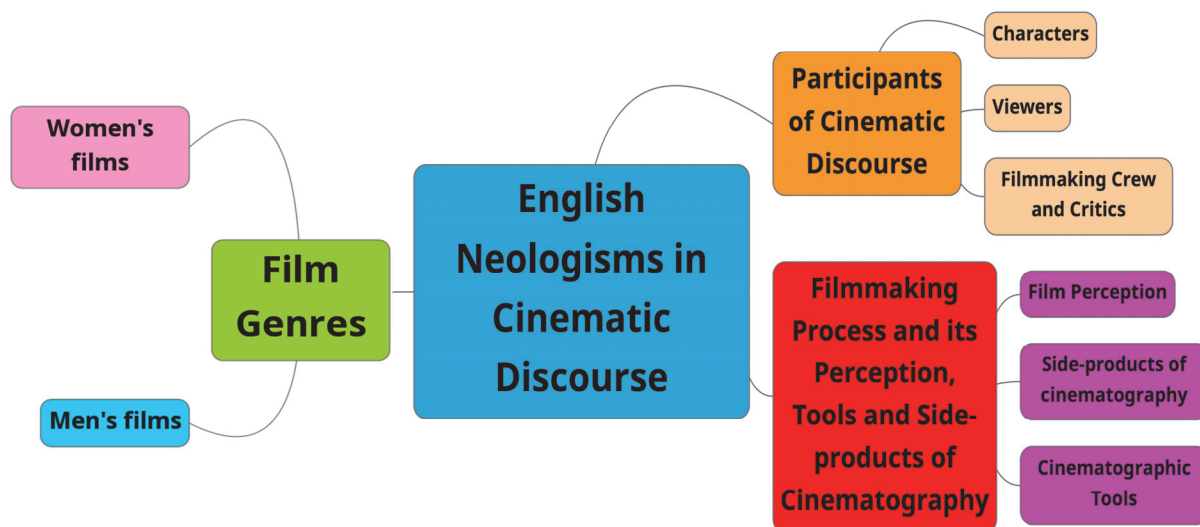 Women's
films
Film
Genres
Men's films
English
Neologisms in
Cinematic
Discourse
Participants
of Cinematic
Discourse
Characters
Viewers
Filmmaking Crew
and Critics
Filmmaking
Process and its
Perception,
Tools and Side-
products of
Cinematography
Film Perception
Side-products of
cinematography
Cinematographic
Tools